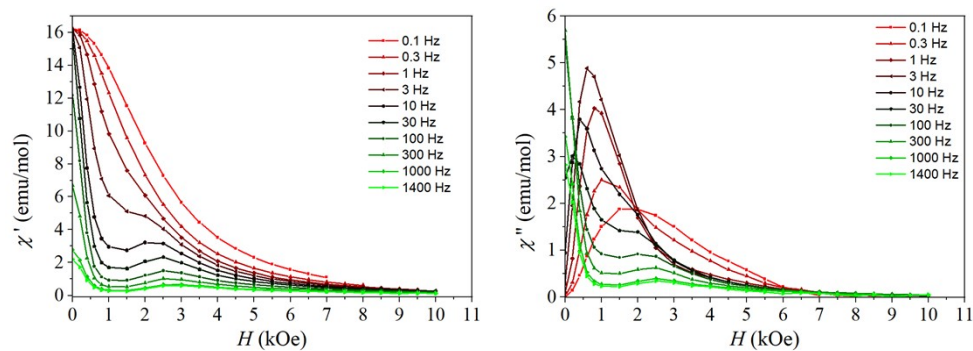 χ' (emu/mol)
16
14
12
10
8
6
4
2
0
0 1 2 3 4 5 6 7 8 9 10 11
H (kOe)
0.1 Hz
0.3 Hz
1 Hz
3 Hz
10 Hz
30 Hz
100 Hz
300 Hz
1000 Hz
1400 Hz
χ" (emu/mol)
6
5
4
3
2
1
0
0 1 2 3 4 5 6 7 8 9 10 11
H (kOe)
0.1 Hz
0.3 Hz
1 Hz
3 Hz
10 Hz
30 Hz
100 Hz
300 Hz
1000 Hz
1400 Hz